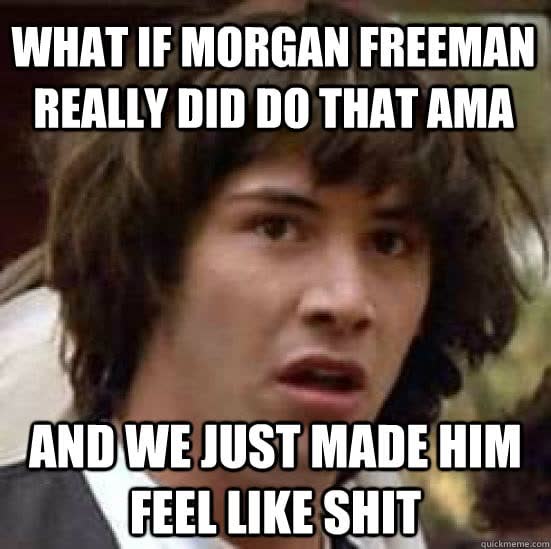 WHAT IF MORGAN FREEMAN
REALLY DID DO THAT AMA
AND WE JUST MADE HIM
FEEL LIKE SHIT
quickmeme.com